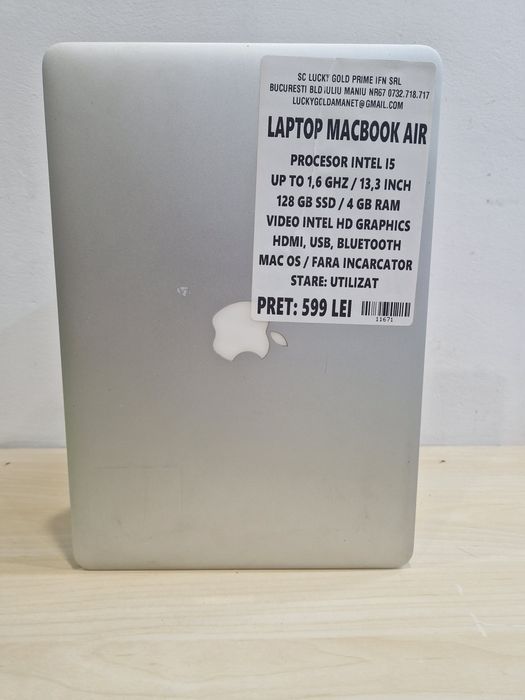 SC LUCKY GOLD PRIME IFN SRL
BUCURESTI BLD IULIU MANIU NR67 0732.718.717
LUCKYGOLDAMANET@GMAIL.COM
LAPTOP MACBOOK AIR
PROCESOR INTEL I5
UP TO 1,6 GHZ / 13,3 INCH
128 GB SSD / 4 GB RAM
VIDEO INTEL HD GRAPHICS
HDMI, USB, BLUETOOTH
MAC OS / FARA INCARCATOR
STARE: UTILIZAT
PRET: 599 LEI
11671